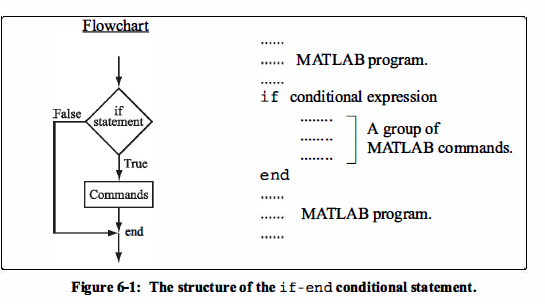 Flowchart
False
if
statement
True
Commands
end
......
...... MATLAB program.
......
if conditional expression
........
........ A group of
........ MATLAB commands.
end
......
...... MATLAB program.
......
Figure 6-1: The structure of the if-end conditional statement.